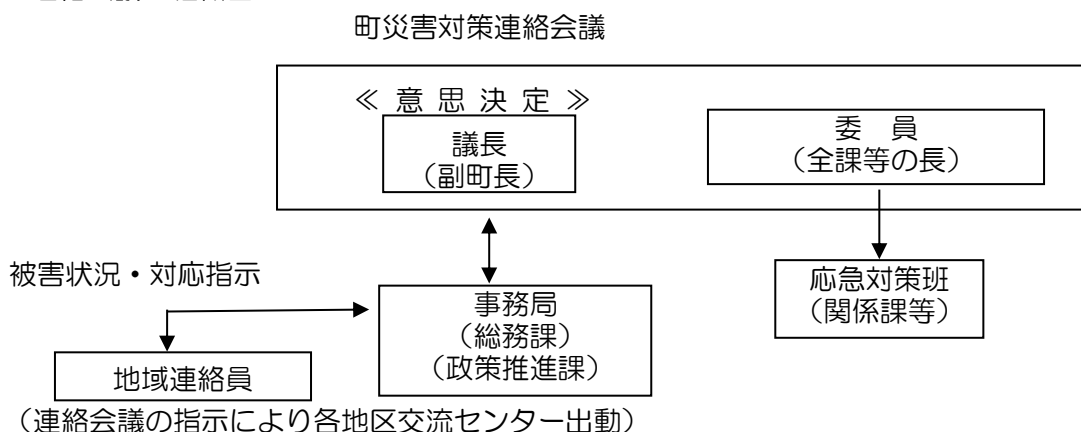 町災害対策連絡会議
≪ 意 思 決 定 ≫
議長
（副町長）
委　員
（全課等の長）
被害状況・対応指示
事務局
（総務課）
（政策推進課）
応急対策班
（関係課等）
地域連絡員
（連絡会議の指示により各地区交流センター出動）